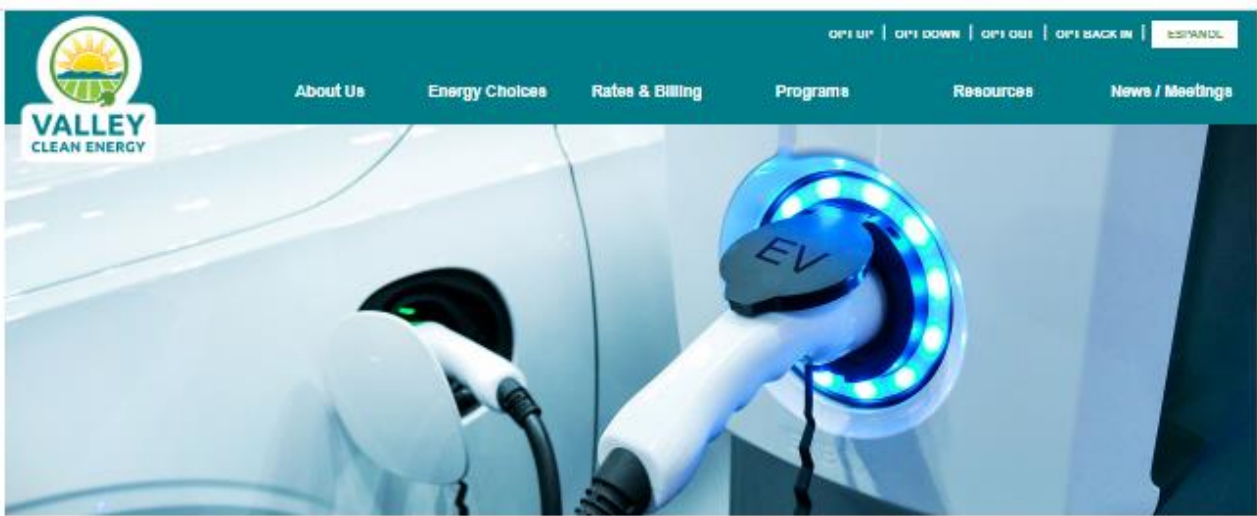 OPT UP | OPT DOWN | OPT OUT | OPT BACK IN | ESPAÑOL
About Us Energy Choices Rates & Billing Programs Resources News / Meetings
VALLEY
CLEAN ENERGY
EV